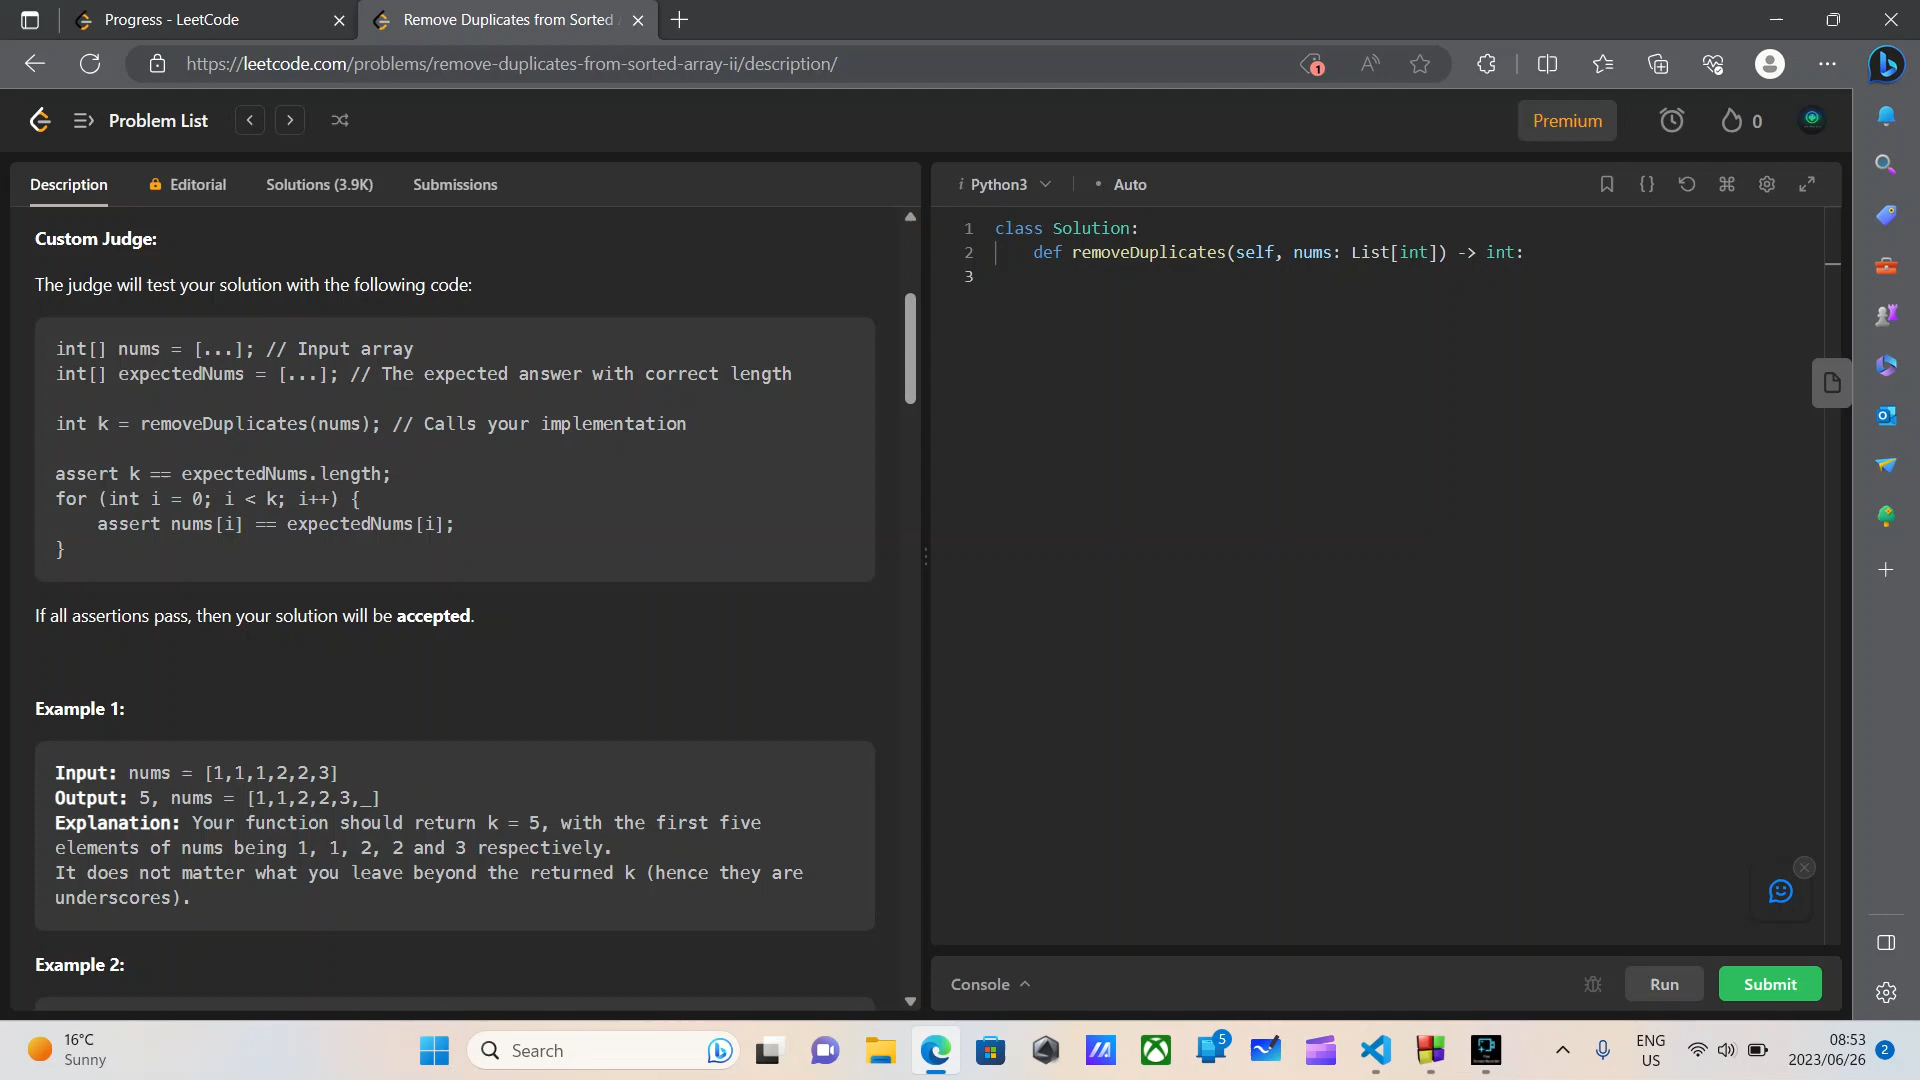 Progress - LeetCode
Remove Duplicates from Sorted
https://leetcode.com/problems/remove-duplicates-from-sorted-array-ii/description/
1
Problem List
Premium
0
Description
Editorial
Solutions (3.9K)
Submissions
Custom Judge:
The judge will test your solution with the following code:
int[] nums = [...]; // Input array
int[] expectedNums = [...]; // The expected answer with correct length
int k = removeDuplicates(nums); // Calls your implementation
assert k == expectedNums.length;
for (int i = 0; i < k; i++) {
    assert nums[i] == expectedNums[i];
}
If all assertions pass, then your solution will be accepted.
Example 1:
Input: nums = [1,1,1,2,2,3]
Output: 5, nums = [1,1,2,2,3,_]
Explanation: Your function should return k = 5, with the first five
elements of nums being 1, 1, 2, 2 and 3 respectively.
It does not matter what you leave beyond the returned k (hence they are
underscores).
Example 2:
i Python3
• Auto
1 class Solution:
2     def removeDuplicates(self, nums: List[int]) -> int:
3
Console
Run
Submit
16°C
Sunny
Search
5
ENG
US
08:53
2023/06/26
2